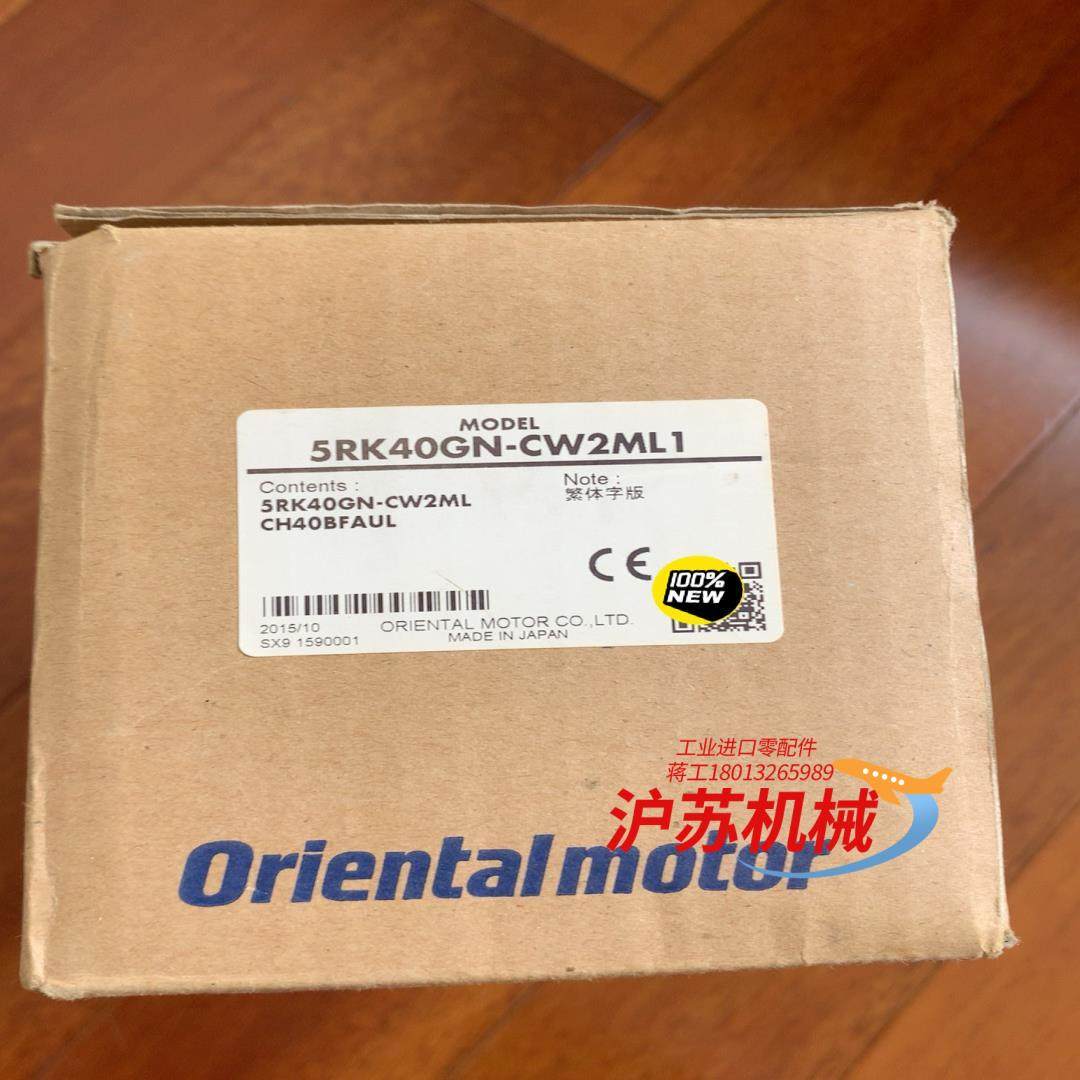 MODEL
5RK40GN-CW2ML1
Contents :
5RK40GN-CW2ML
CH40BFAUL
Note :
繁体字版
CE
100%
NEW
2015/10
SX9 1590001
ORIENTAL MOTOR CO.,LTD.
MADE IN JAPAN
工业进口零配件
蒋工18013265989
沪苏机械
Orientalmotor